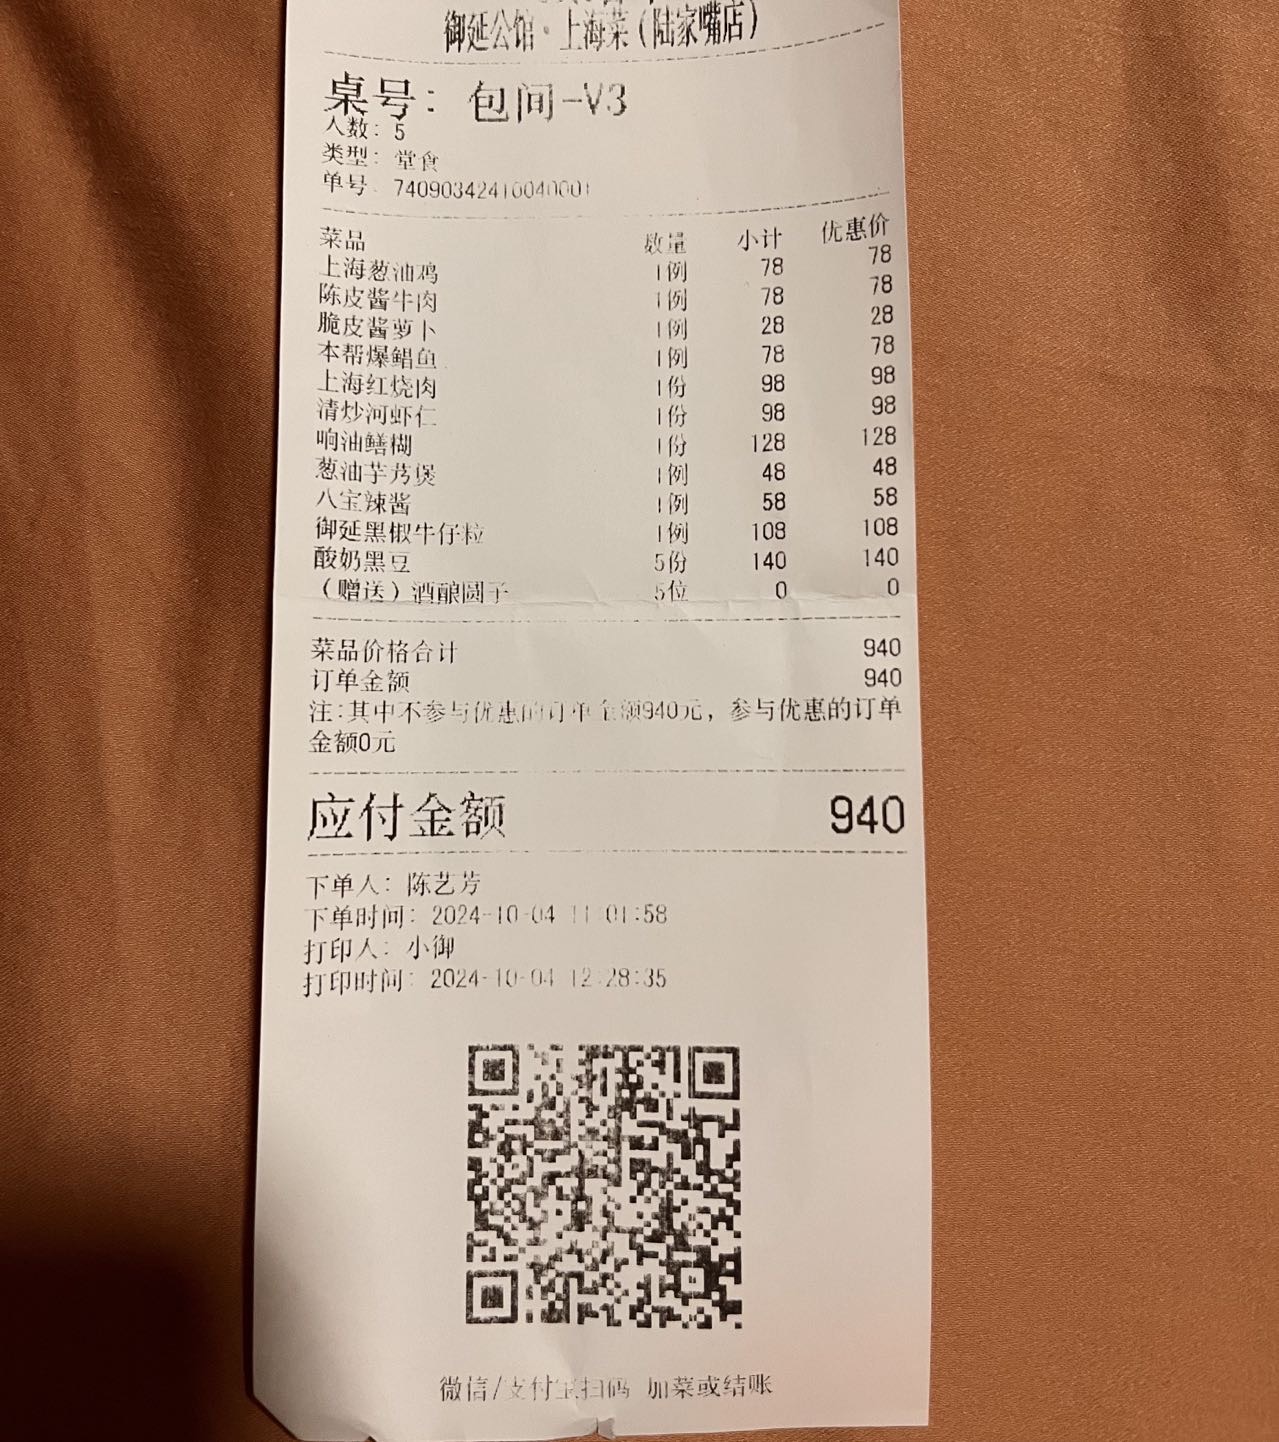 御延公馆·上海菜(陆家嘴店)
桌号: 包间-V3
人数: 5
类型: 堂食
单号: 74090342410040001
菜品 数量 小计 优惠价
上海葱油鸡 1例 78 78
陈皮酱牛肉 1例 78 78
脆皮酱萝卜 1例 28 28
本帮爆鲳鱼 1例 78 78
上海红烧肉 1份 98 98
清炒河虾仁 1份 98 98
响油鳝糊 1份 128 128
葱油芋艿煲 1例 48 48
八宝辣酱 1例 58 58
御延黑椒牛仔粒 1例 108 108
酸奶黑豆 5份 140 140
(赠送)酒酿圆子 5位 0 0
菜品价格合计 940
订单金额 940
注:其中不参与优惠的订单金额940元, 参与优惠的订单
金额0元
应付金额 940
下单人: 陈艺芳
下单时间: 2024-10-04 11:01:58
打印人: 小御
打印时间: 2024-10-04 12:28:35
微信/支付宝扫码 加菜或结账